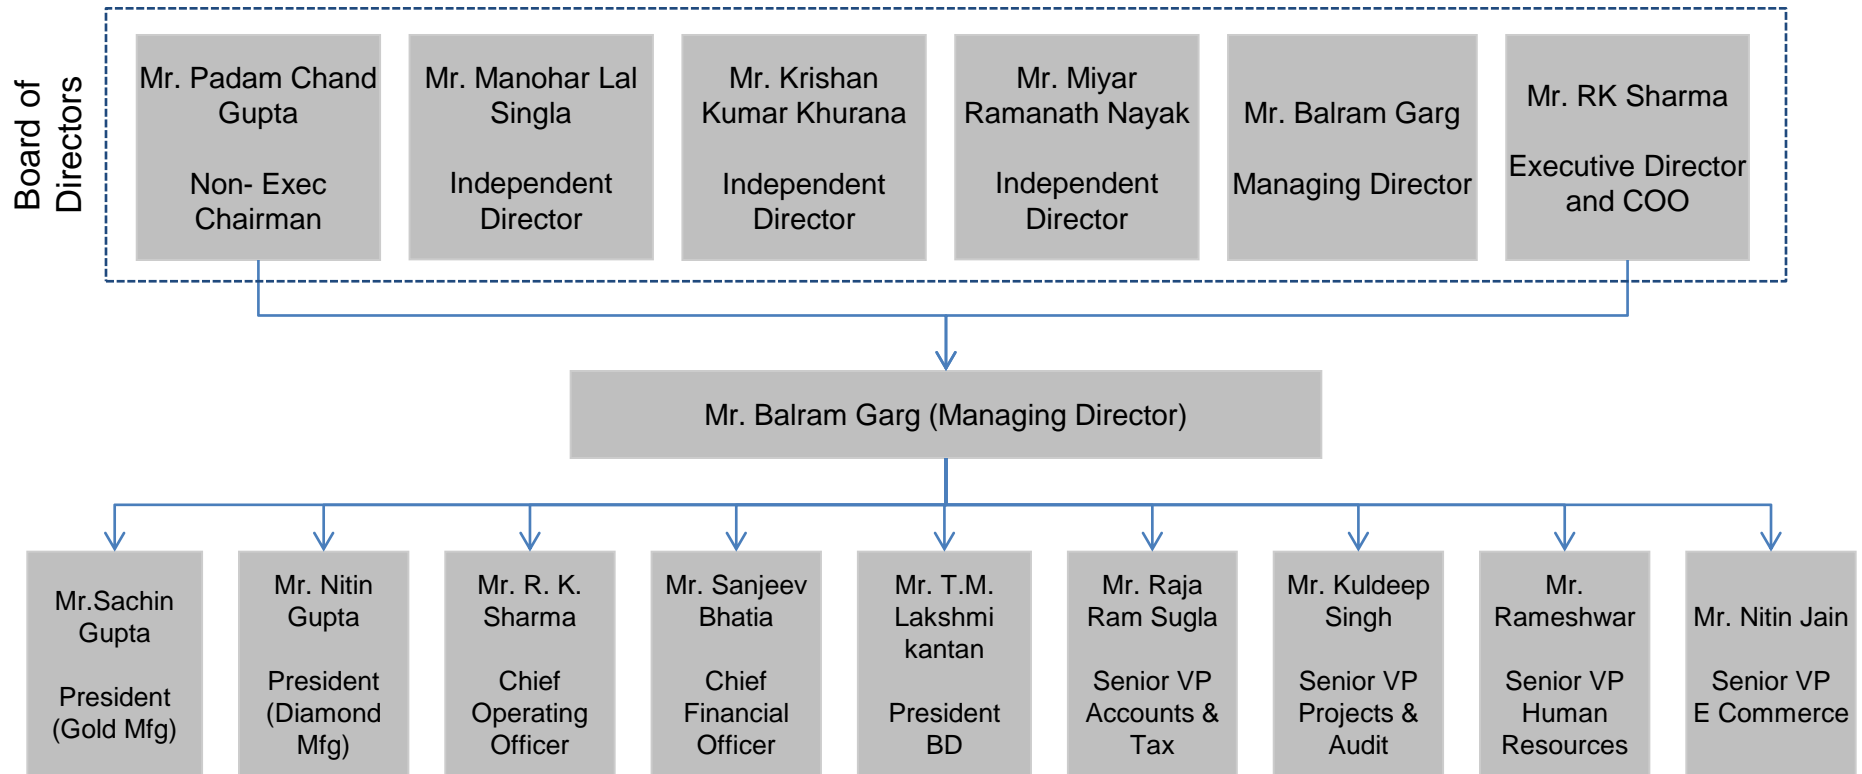 Board of
Directors
Mr. Padam Chand
Gupta
Non- Exec
Chairman
Mr. Manohar Lal
Singla
Independent
Director
Mr. Krishan
Kumar Khurana
Independent
Director
Mr. Miyar
Ramanath Nayak
Independent
Director
Mr. Balram Garg
Managing Director
Mr. RK Sharma
Executive Director
and COO
Mr. Balram Garg (Managing Director)
Mr.Sachin
Gupta
President
(Gold Mfg)
Mr. Nitin
Gupta
President
(Diamond
Mfg)
Mr. R. K.
Sharma
Chief
Operating
Officer
Mr. Sanjeev
Bhatia
Chief
Financial
Officer
Mr. T.M.
Lakshmi
kantan
President
BD
Mr. Raja
Ram Sugla
Senior VP
Accounts &
Tax
Mr. Kuldeep
Singh
Senior VP
Projects &
Audit
Mr.
Rameshwar
Senior VP
Human
Resources
Mr. Nitin Jain
Senior VP
E Commerce